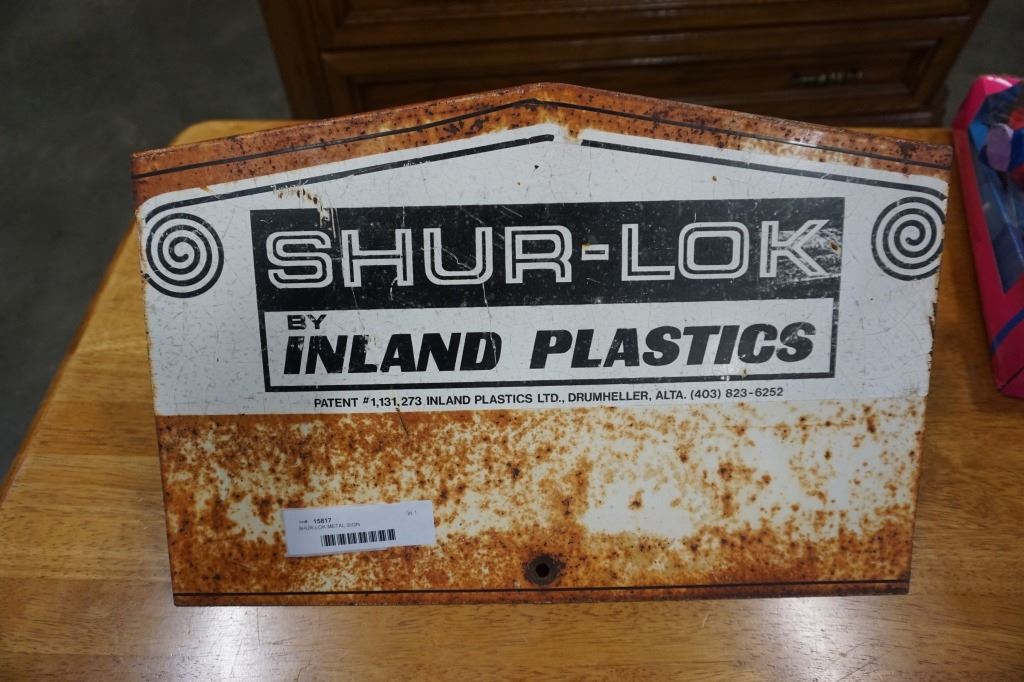 SHUR-LOK
BY
INLAND PLASTICS
PATENT #1,131,273 INLAND PLASTICS LTD., DRUMHELLER, ALTA. (403) 823-6252
15817
SHUR-LOK METAL SIGN